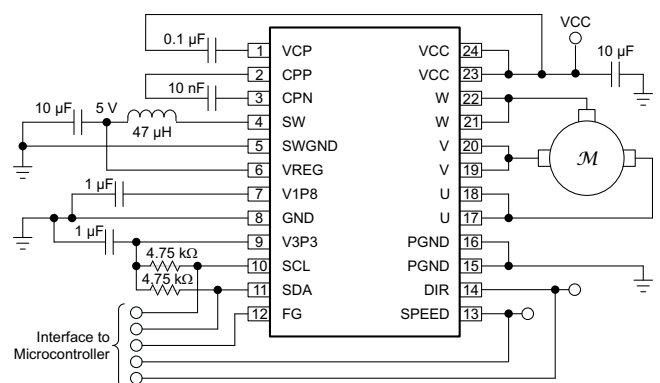 VCC
0.1 µF
10 µF
1 VCP
VCC 24
2 CPP
VCC 23
10 nF
3 CPN
W 22
10 µF
5 V
47 µH
4 SW
W 21
5 SWGND
V 20
6 VREG
V 19
M
1 µF
7 V1P8
U 18
8 GND
U 17
1 µF
9 V3P3
PGND 16
4.75 kΩ
10 SCL
PGND 15
4.75 kΩ
11 SDA
DIR 14
12 FG
SPEED 13
Interface to
Microcontroller